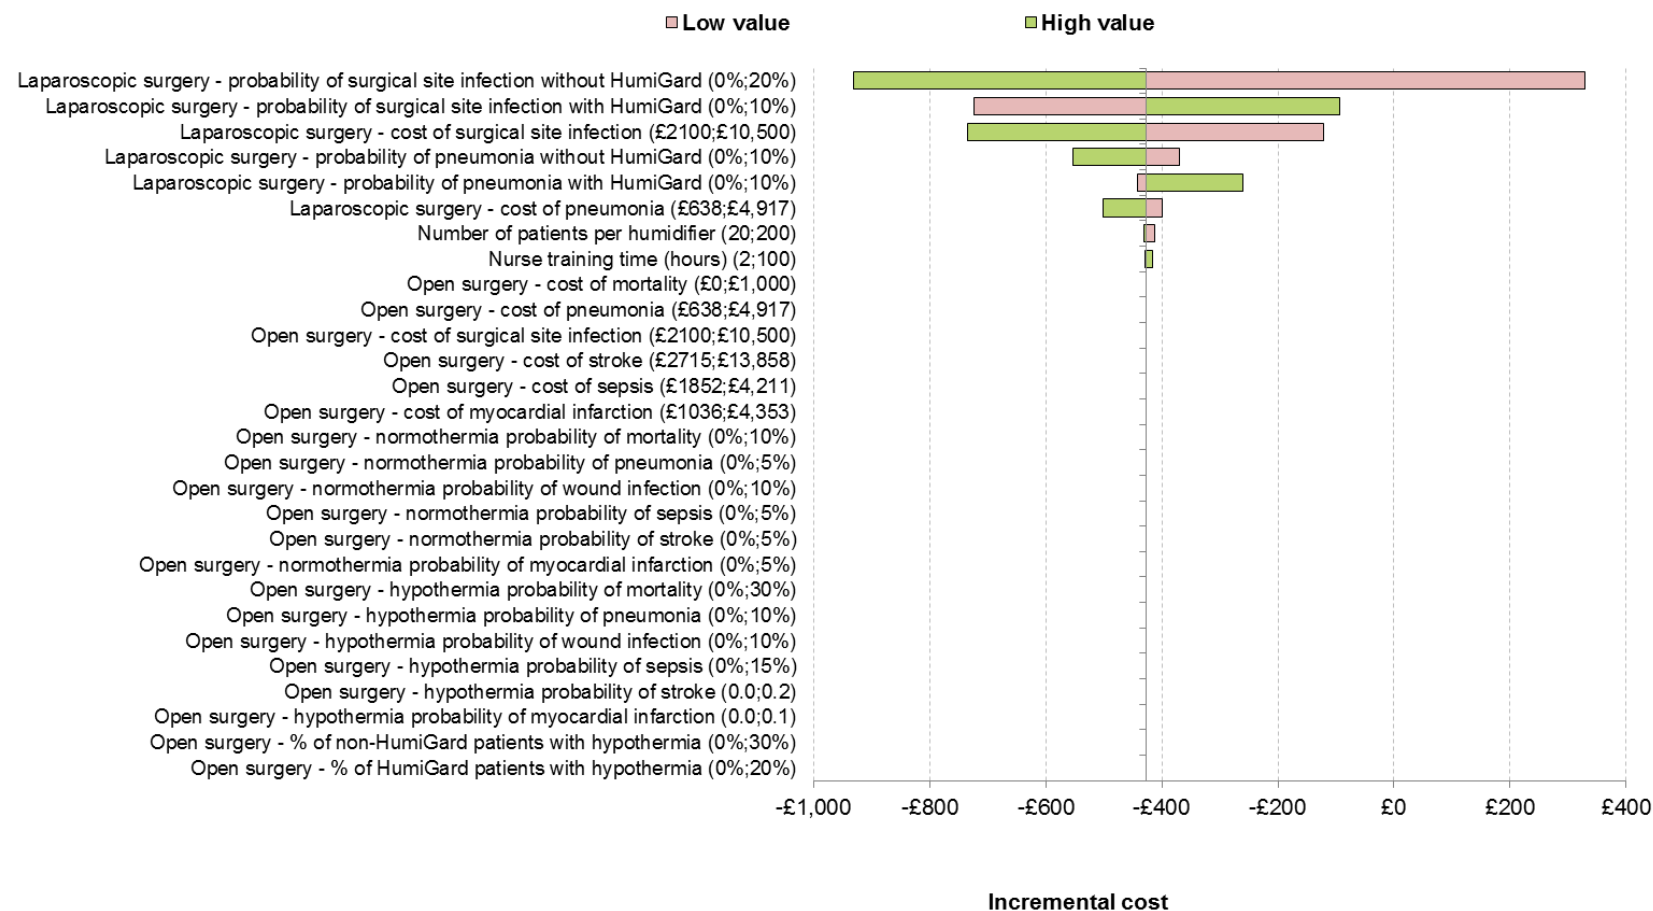 Low value
High value
Laparoscopic surgery - probability of surgical site infection without HumiGard (0%;20%)
Laparoscopic surgery - probability of surgical site infection with HumiGard (0%;10%)
Laparoscopic surgery - cost of surgical site infection (£2100;£10,500)
Laparoscopic surgery - probability of pneumonia without HumiGard (0%;10%)
Laparoscopic surgery - probability of pneumonia with HumiGard (0%;10%)
Laparoscopic surgery - cost of pneumonia (£638;£4,917)
Number of patients per humidifier (20;200)
Nurse training time (hours) (2;100)
Open surgery - cost of mortality (£0;£1,000)
Open surgery - cost of pneumonia (£638;£4,917)
Open surgery - cost of surgical site infection (£2100;£10,500)
Open surgery - cost of stroke (£2715;£13,858)
Open surgery - cost of sepsis (£1852;£4,211)
Open surgery - cost of myocardial infarction (£1036;£4,353)
Open surgery - normothermia probability of mortality (0%;10%)
Open surgery - normothermia probability of pneumonia (0%;5%)
Open surgery - normothermia probability of wound infection (0%;10%)
Open surgery - normothermia probability of sepsis (0%;5%)
Open surgery - normothermia probability of stroke (0%;5%)
Open surgery - normothermia probability of myocardial infarction (0%;5%)
Open surgery - hypothermia probability of mortality (0%;30%)
Open surgery - hypothermia probability of pneumonia (0%;10%)
Open surgery - hypothermia probability of wound infection (0%;10%)
Open surgery - hypothermia probability of sepsis (0%;15%)
Open surgery - hypothermia probability of stroke (0.0;0.2)
Open surgery - hypothermia probability of myocardial infarction (0.0;0.1)
Open surgery - % of non-HumiGard patients with hypothermia (0%;30%)
Open surgery - % of HumiGard patients with hypothermia (0%;20%)
-£1,000 -£800 -£600 -£400 -£200 £0 £200 £400
Incremental cost